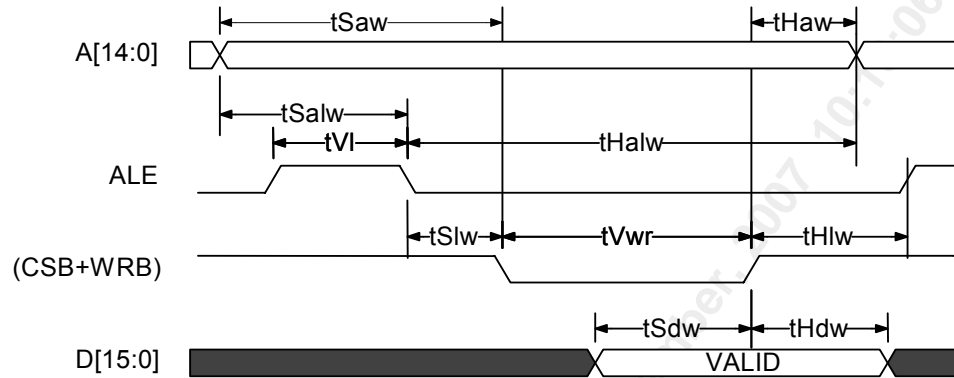 tSaw
tHaw
A[14:0]
tSalw
tVl
tHalw
ALE
tSlw
tVwr
tHlw
(CSB+WRB)
tSdw
tHdw
D[15:0]
VALID